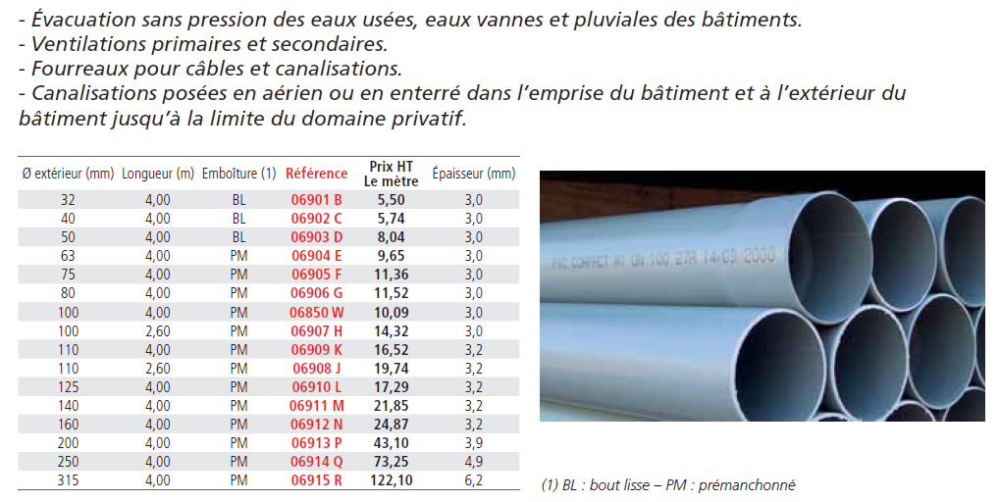 - Évacuation sans pression des eaux usées, eaux vannes et pluviales des bâtiments.
- Ventilations primaires et secondaires.
- Fourreaux pour câbles et canalisations.
- Canalisations posées en aérien ou en enterré dans l’emprise du bâtiment et à l’extérieur du
bâtiment jusqu’à la limite du domaine privatif.
Ø extérieur (mm) Longueur (m) Emboîture (1) Référence Prix HT Le mètre Épaisseur (mm)
32 4,00 BL 06901 B 5,50 3,0
40 4,00 BL 06902 C 5,74 3,0
50 4,00 BL 06903 D 8,04 3,0
63 4,00 PM 06904 E 9,65 3,0
75 4,00 PM 06905 F 11,36 3,0
80 4,00 PM 06906 G 11,52 3,0
100 4,00 PM 06850 W 10,09 3,0
100 2,60 PM 06907 H 14,32 3,0
110 4,00 PM 06909 K 16,52 3,2
110 2,60 PM 06908 J 19,74 3,2
125 4,00 PM 06910 L 17,29 3,2
140 4,00 PM 06911 M 21,85 3,2
160 4,00 PM 06912 N 24,87 3,2
200 4,00 PM 06913 P 43,10 3,9
250 4,00 PM 06914 Q 73,25 4,9
315 4,00 PM 06915 R 122,10 6,2
PVC COMPACT M1 DN 100 27A 14:09 2000
(1) BL : bout lisse – PM : prémanchonné